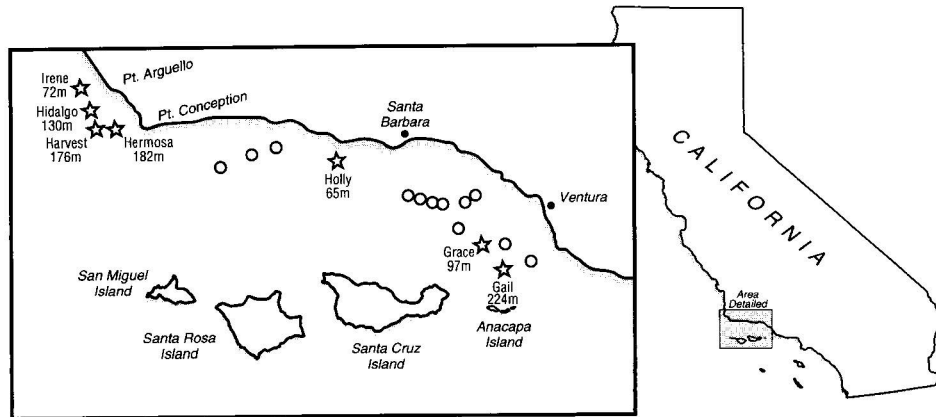 Irene
72m
Pt. Arguello
Hidalgo
130m
Pt. Conception
Harvest
176m
Hermosa
182m
Santa
Barbara
Holly
65m
Ventura
Grace
97m
Gail
224m
San Miguel
Island
Santa Rosa
Island
Santa Cruz
Island
Anacapa
Island
CALIFORNIA
Area
Detailed